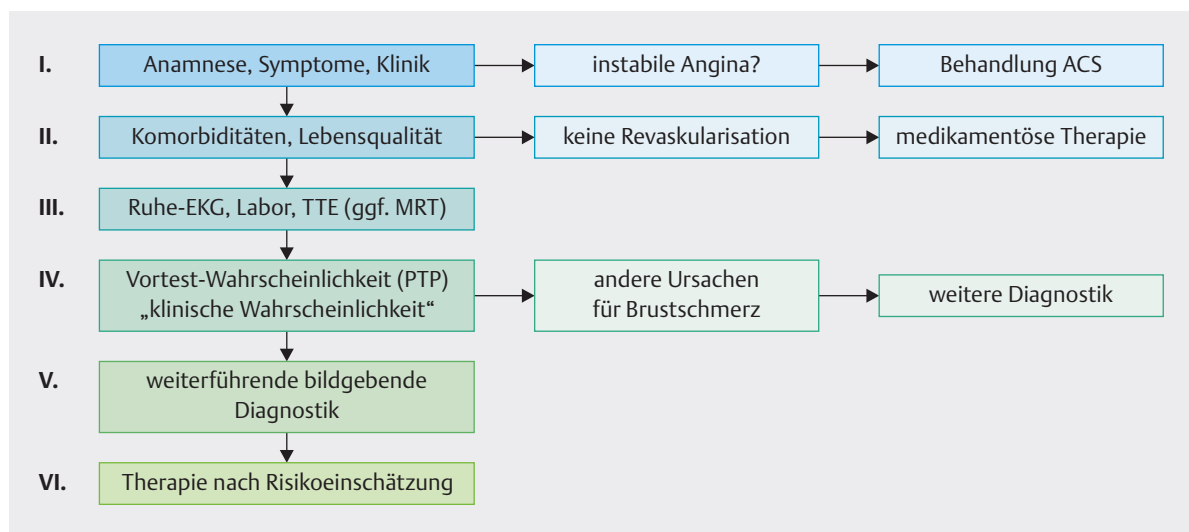 I. Anamnese, Symptome, Klinik instabile Angina? Behandlung ACS
II. Komorbiditäten, Lebensqualität keine Revaskularisation medikamentöse Therapie
III. Ruhe-EKG, Labor, TTE (ggf. MRT)
IV. Vortest-Wahrscheinlichkeit (PTP)
„klinische Wahrscheinlichkeit“
andere Ursachen
für Brustschmerz
weitere Diagnostik
V. weiterführende bildgebende
Diagnostik
VI. Therapie nach Risikoeinschätzung